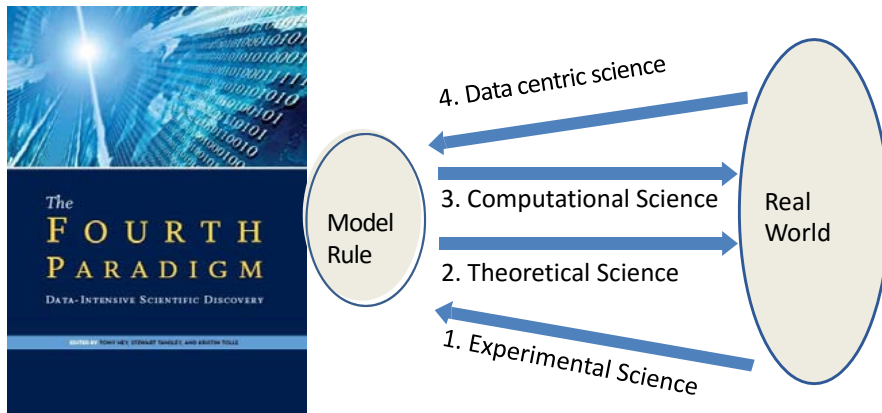 The
FOURTH
PARADIGM
DATA-INTENSIVE SCIENTIFIC DISCOVERY
EDITED BY TONY HEY, STEWART TANSLEY, AND KRISTIN TOLLE
Model
Rule
4. Data centric science
3. Computational Science
2. Theoretical Science
1. Experimental Science
Real
World